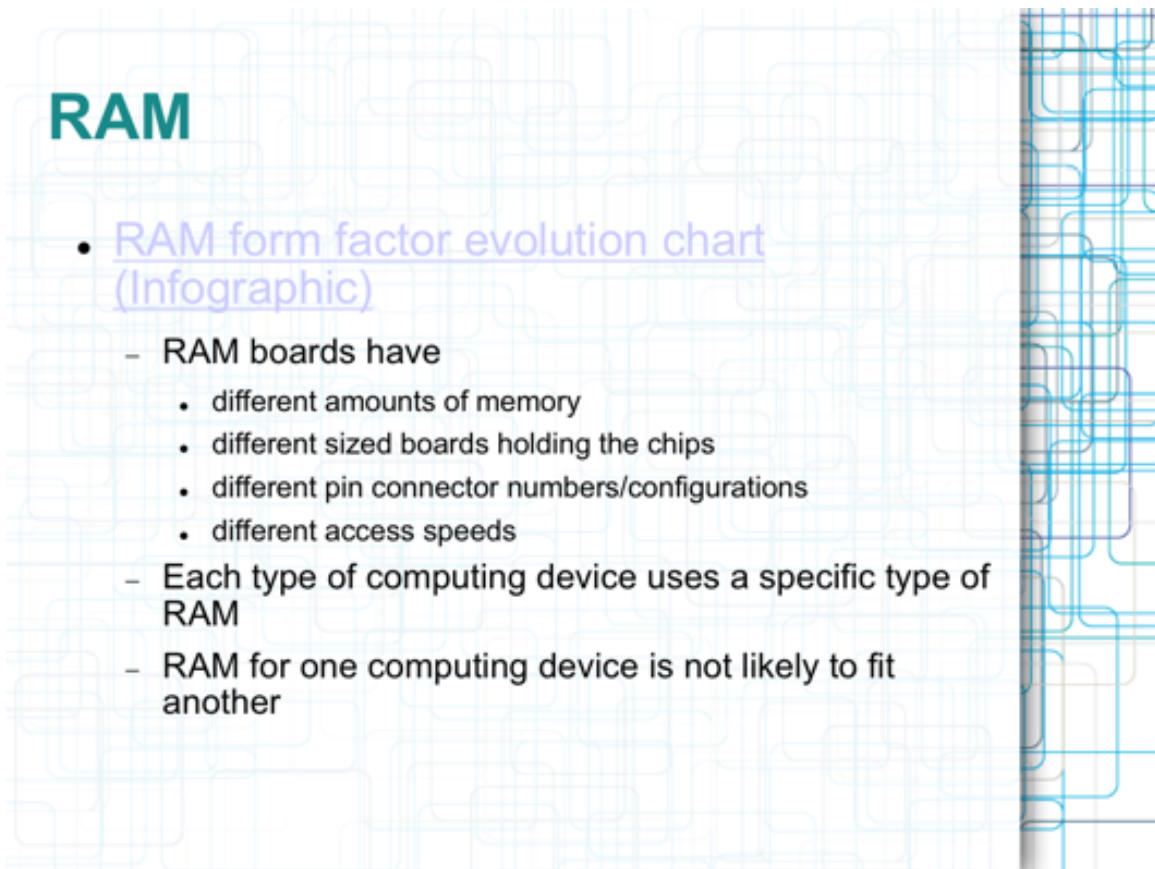 RAM
• RAM form factor evolution chart
(Infographic)
– RAM boards have
• different amounts of memory
• different sized boards holding the chips
• different pin connector numbers/configurations
• different access speeds
– Each type of computing device uses a specific type of
RAM
– RAM for one computing device is not likely to fit
another